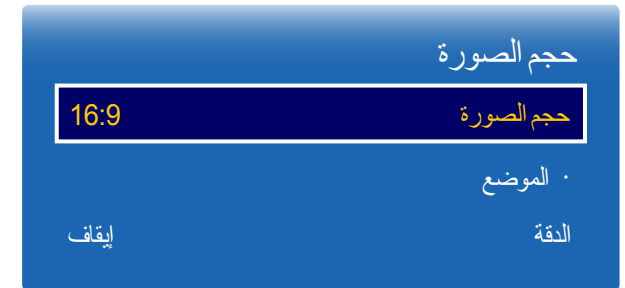 حجم الصورة
حجم الصورة 16:9
· الموضع
الدقة إيقاف